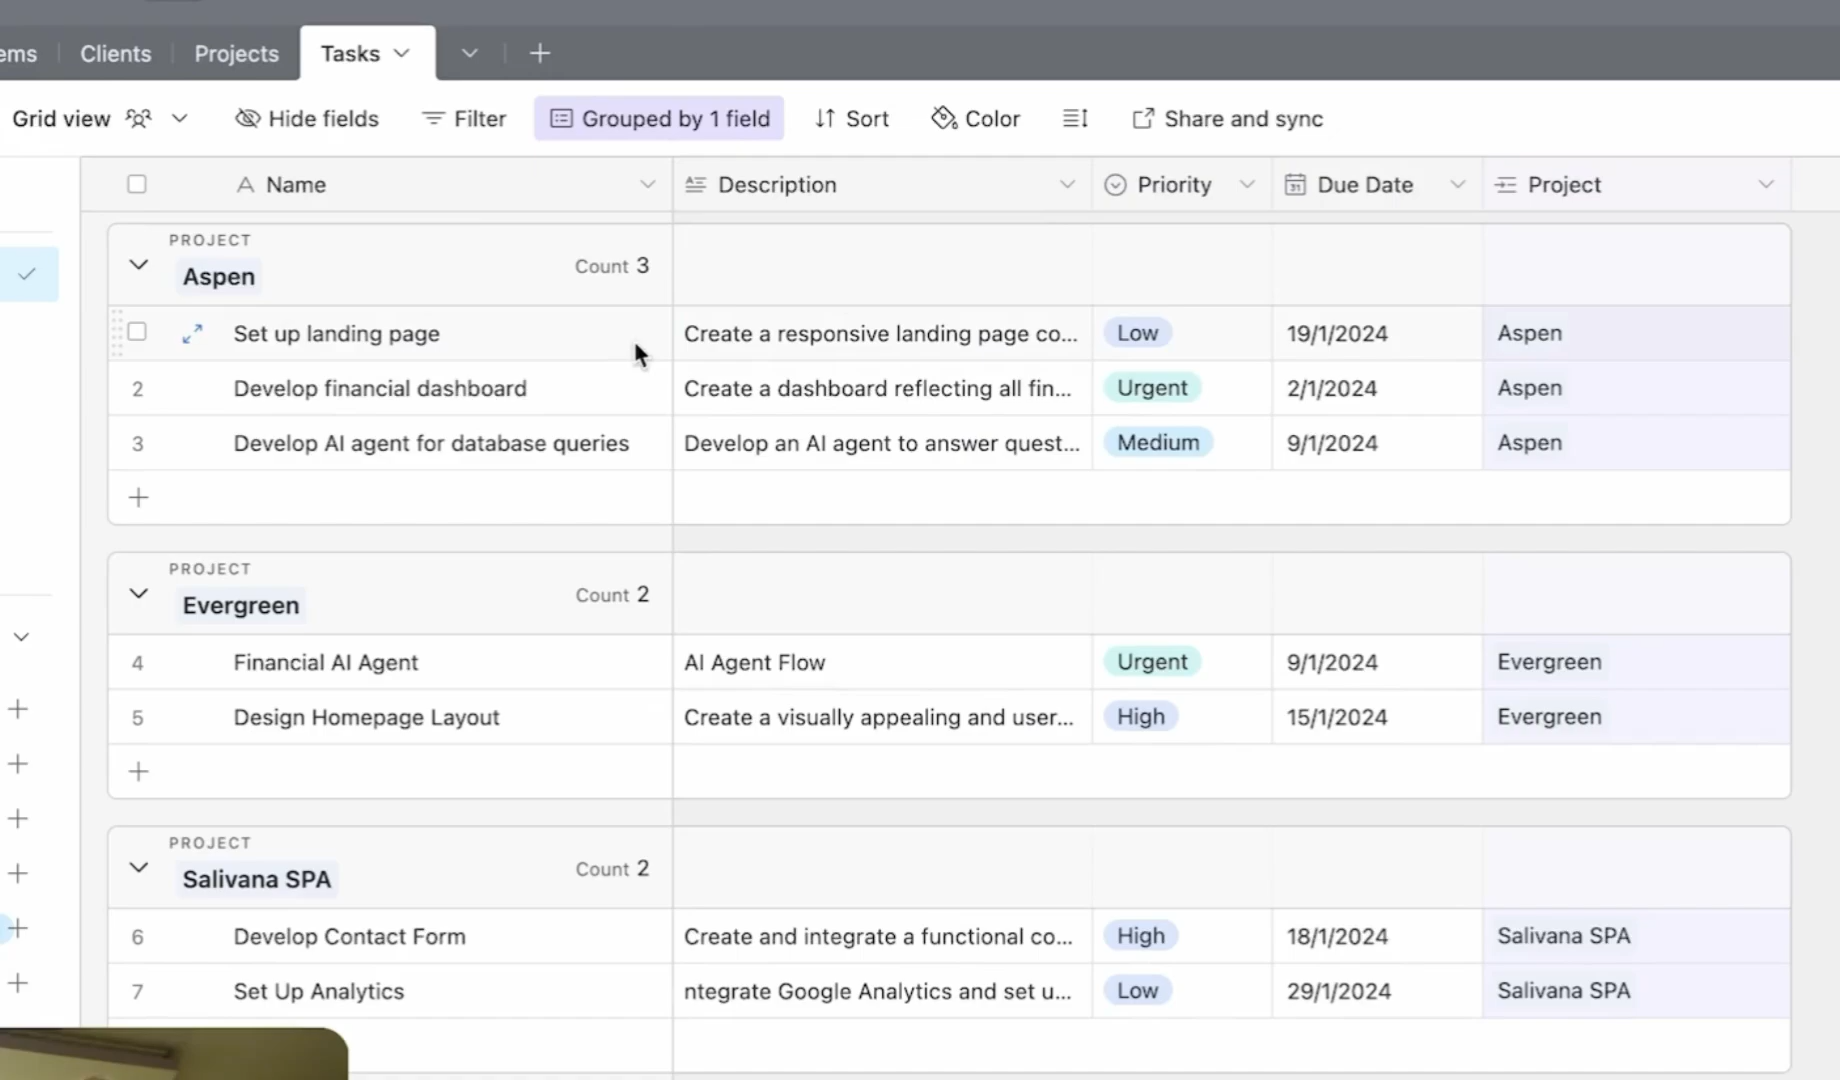 ems Clients Projects Tasks
Grid view Hide fields Filter Grouped by 1 field Sort Color Share and sync
Name Description Priority Due Date Project
PROJECT
Aspen Count 3
Set up landing page Create a responsive landing page co... Low 19/1/2024 Aspen
2 Develop financial dashboard Create a dashboard reflecting all fin... Urgent 2/1/2024 Aspen
3 Develop AI agent for database queries Develop an AI agent to answer quest... Medium 9/1/2024 Aspen
PROJECT
Evergreen Count 2
4 Financial AI Agent AI Agent Flow Urgent 9/1/2024 Evergreen
5 Design Homepage Layout Create a visually appealing and user... High 15/1/2024 Evergreen
PROJECT
Salivana SPA Count 2
6 Develop Contact Form Create and integrate a functional co... High 18/1/2024 Salivana SPA
7 Set Up Analytics ntegrate Google Analytics and set u... Low 29/1/2024 Salivana SPA